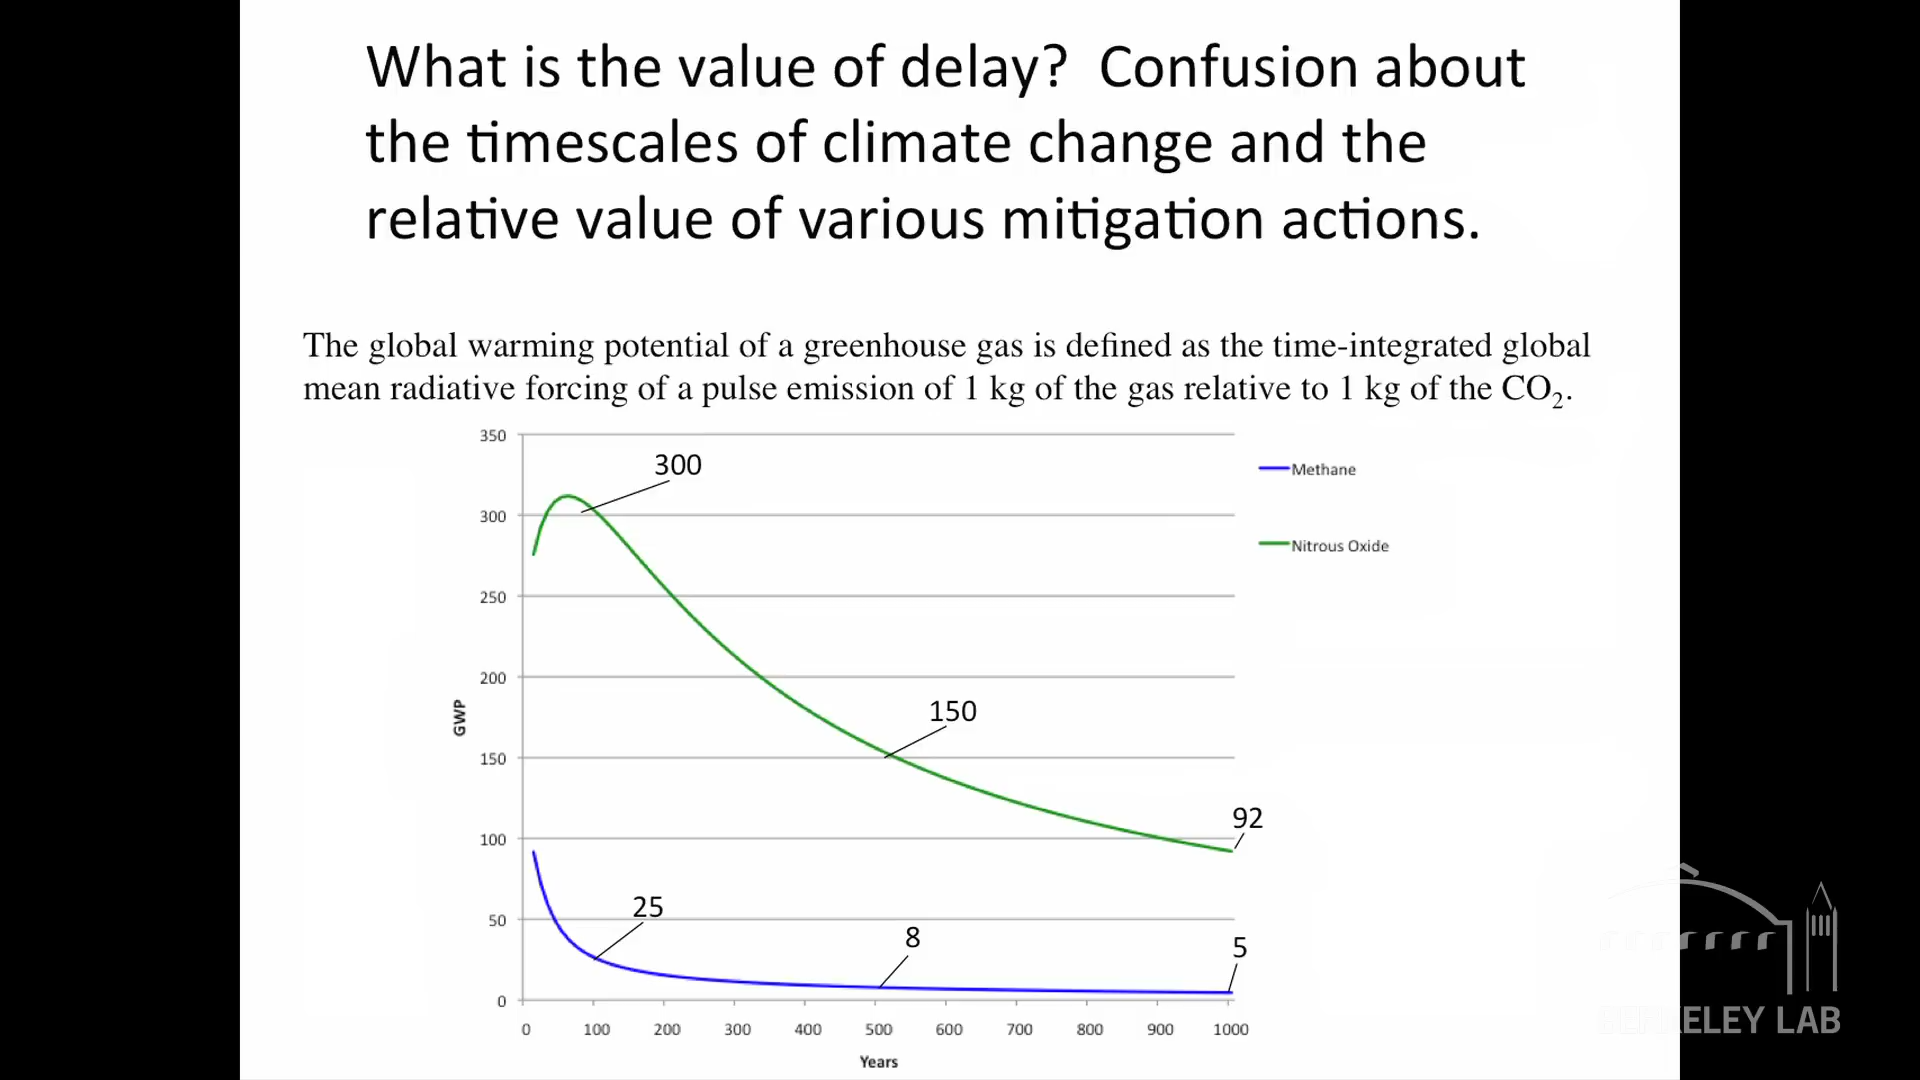 What is the value of delay? Confusion about
the timescales of climate change and the
relative value of various mitigation actions.
The global warming potential of a greenhouse gas is defined as the time-integrated global
mean radiative forcing of a pulse emission of 1 kg of the gas relative to 1 kg of the CO₂.
350
300
250
200
150
100
50
0
GWP
300
150
92
25
8
5
Methane
Nitrous Oxide
0 100 200 300 400 500 600 700 800 900 1000
Years
BERKELEY LAB